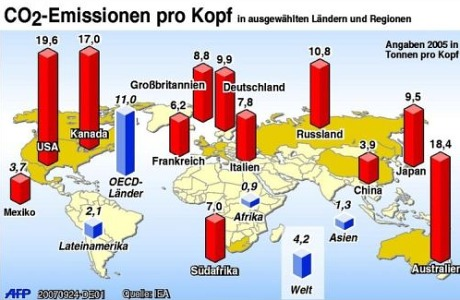 CO2-Emissionen pro Kopf in ausgewählten Ländern und Regionen
Angaben 2005 in
Tonnen pro Kopf
19,6
USA
17,0
Kanada
11,0
OECD-
Länder
3,7
Mexiko
2,1
Lateinamerika
8,8
Großbritannien
9,9
Deutschland
6,2
Frankreich
7,8
Italien
10,8
Russland
9,5
Japan
3,9
China
18,4
Australien
0,9
Afrika
1,3
Asien
7,0
Südafrika
4,2
Welt
AFP 20070924-DE01 Quelle: IEA